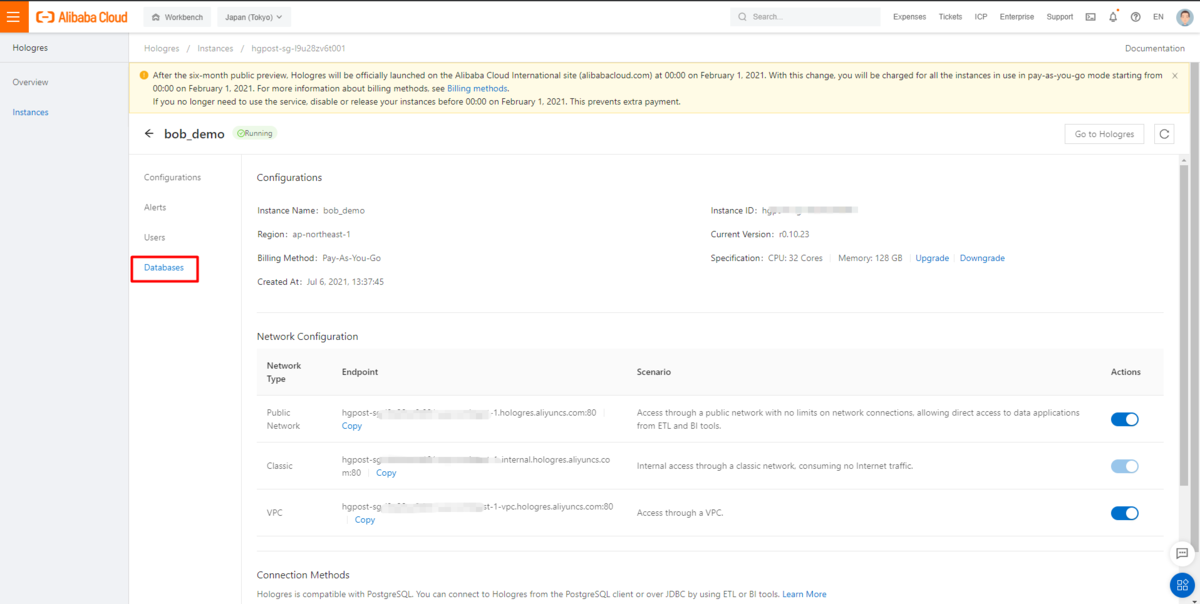 Alibaba Cloud
Workbench
Japan (Tokyo)
Search...
Expenses
Tickets
ICP
Enterprise
Support
EN
Hologres
Overview
Instances
Hologres / Instances / hgpost-sg-l9u28zv6t001
Documentation
After the six-month public preview, Hologres will be officially launched on the Alibaba Cloud International site (alibabacloud.com) at 00:00 on February 1, 2021. With this change, you will be charged for all the instances in use in pay-as-you-go mode starting from
00:00 on February 1, 2021. For more information about billing methods, see Billing methods.
If you no longer need to use the service, disable or release your instances before 00:00 on February 1, 2021. This prevents extra payment.
bob_demo
Running
Go to Hologres
Configurations
Alerts
Users
Databases
Configurations
Instance Name: bob_demo
Instance ID:
Region: ap-northeast-1
Current Version: r0.10.23
Billing Method: Pay-As-You-Go
Specification: CPU: 32 Cores Memory: 128 GB Upgrade Downgrade
Created At: Jul 6, 2021, 13:37:45
Network Configuration
Network
Type
Endpoint
Scenario
Actions
Public
Network
hgpost-sg -1.hologres.aliyuncs.com:80
Copy
Access through a public network with no limits on network connections, allowing direct access to data applications
from ETL and BI tools.
Classic
hgpost-sg .internal.hologres.aliyuncs.co
m:80 Copy
Internal access through a classic network, consuming no Internet traffic.
VPC
hgpost-sg st-1-vpc.hologres.aliyuncs.com:80
Copy
Access through a VPC.
Connection Methods
Hologres is compatible with PostgreSQL. You can connect to Hologres from the PostgreSQL client or over JDBC by using ETL or BI tools. Learn More